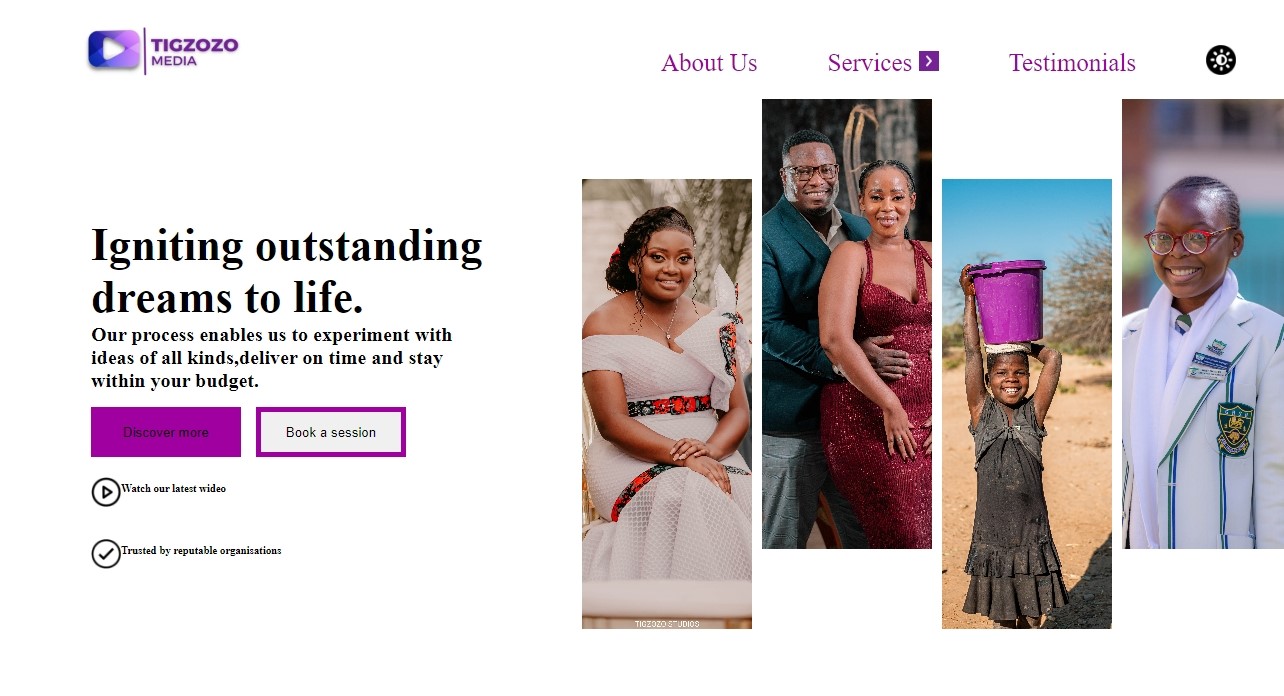 TIGZOZO
MEDIA
About Us
Services
Testimonials
Igniting outstanding
dreams to life.
Our process enables us to experiment with
ideas of all kinds,deliver on time and stay
within your budget.
Discover more
Book a session
Watch our latest wideo
Trusted by reputable organisations
TIGZOZO STUDIOS